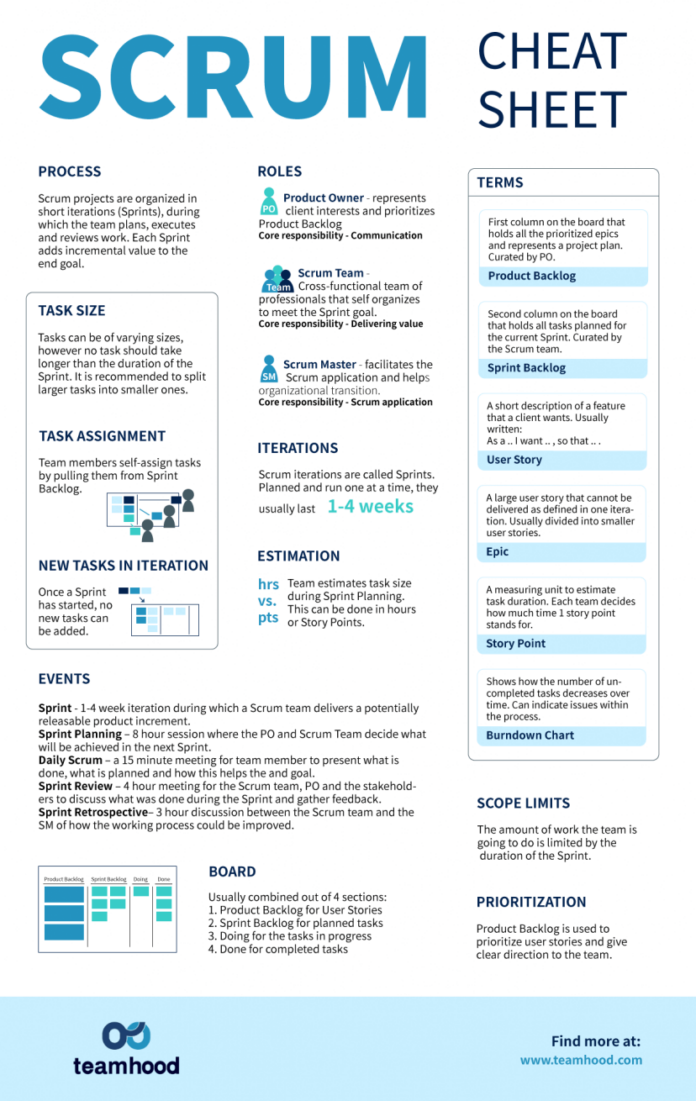 SCRUM
CHEAT
SHEET
PROCESS
Scrum projects are organized in
short iterations (Sprints), during
which the team plans, executes
and reviews work. Each Sprint
adds incremental value to the
end goal.
TASK SIZE
Tasks can be of varying sizes,
however no task should take
longer than the duration of the
Sprint. It is recommended to split
larger tasks into smaller ones.
TASK ASSIGNMENT
Team members self-assign tasks
by pulling them from Sprint
Backlog.
NEW TASKS IN ITERATION
Once a Sprint
has started, no
new tasks can
be added.
ROLES
PO
Product Owner - represents
client interests and prioritizes
Product Backlog
Core responsibility - Communication
Team
Scrum Team -
Cross-functional team of
professionals that self organizes
to meet the Sprint goal.
Core responsibility - Delivering value
SM
Scrum Master - facilitates the
Scrum application and helps
organizational transition.
Core responsibility - Scrum application
ITERATIONS
Scrum iterations are called Sprints.
Planned and run one at a time, they
usually last 1-4 weeks
ESTIMATION
hrs
vs.
pts
Team estimates task size
during Sprint Planning.
This can be done in hours
or Story Points.
TERMS
First column on the board that
holds all the prioritized epics
and represents a project plan.
Curated by PO.
Product Backlog
Second column on the board
that holds all tasks planned for
the current Sprint. Curated by
the Scrum team.
Sprint Backlog
A short description of a feature
that a client wants. Usually
written:
As a .. I want .. , so that .. .
User Story
A large user story that cannot be
delivered as defined in one itera-
tion. Usually divided into smaller
user stories.
Epic
A measuring unit to estimate
task duration. Each team decides
how much time 1 story point
stands for.
Story Point
Shows how the number of un-
completed tasks decreases over
time. Can indicate issues within
the process.
Burndown Chart
EVENTS
Sprint - 1-4 week iteration during which a Scrum team delivers a potentially
releasable product increment.
Sprint Planning – 8 hour session where the PO and Scrum Team decide what
will be achieved in the next Sprint.
Daily Scrum – a 15 minute meeting for team member to present what is
done, what is planned and how this helps the and goal.
Sprint Review – 4 hour meeting for the Scrum team, PO and the stakehold-
ers to discuss what was done during the Sprint and gather feedback.
Sprint Retrospective– 3 hour discussion between the Scrum team and the
SM of how the working process could be improved.
Product Backlog Sprint Backlog Doing Done
BOARD
Usually combined out of 4 sections:
1. Product Backlog for User Stories
2. Sprint Backlog for planned tasks
3. Doing for the tasks in progress
4. Done for completed tasks
SCOPE LIMITS
The amount of work the team is
going to do is limited by the
duration of the Sprint.
PRIORITIZATION
Product Backlog is used to
prioritize user stories and give
clear direction to the team.
teamhood
Find more at:
www.teamhood.com